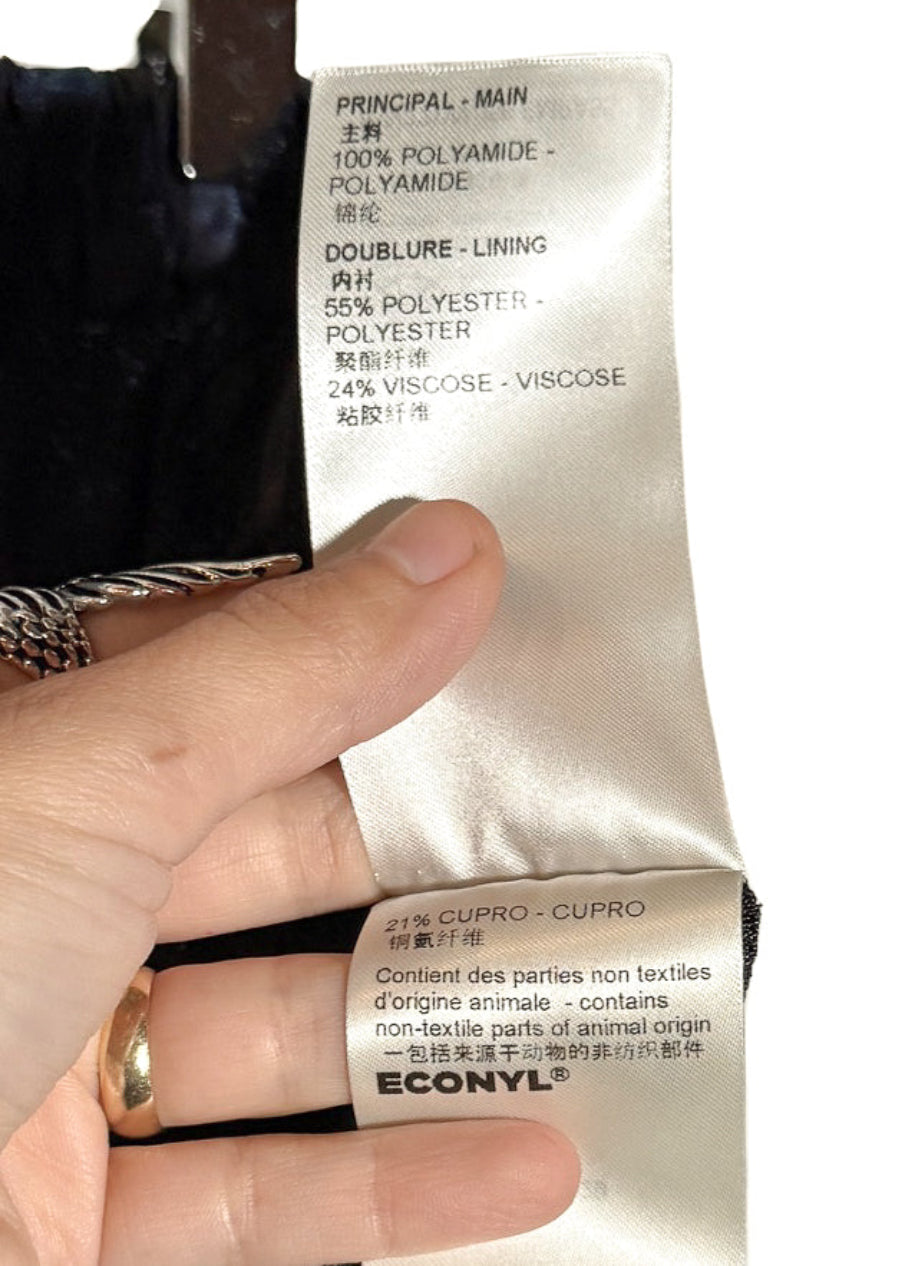 PRINCIPAL - MAIN
主料
100% POLYAMIDE -
POLYAMIDE
锦纶
DOUBLURE - LINING
内衬
55% POLYESTER -
POLYESTER
聚酯纤维
24% VISCOSE - VISCOSE
粘胶纤维
21% CUPRO - CUPRO
铜氨纤维
Contient des parties non textiles
d'origine animale - contains
non-textile parts of animal origin
一包括来源于动物的非纺织部件
ECONYL®